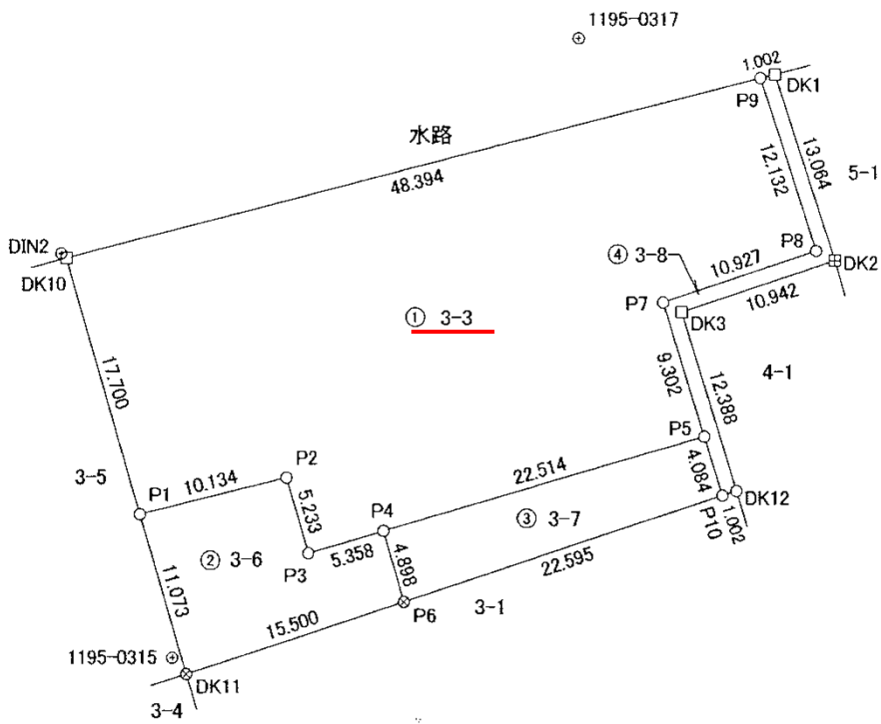 1195-0317
1.002
DK1
P9
水路
48.394
12.132
13.064
5-1
DIN2
DK10
P8
④ 3-8
10.927
DK2
P7
10.942
DK3
① 3-3
17.700
9.302
12.388
4-1
P5
22.514
4.084
3-5
P1
10.134
P2
5.233
P4
DK12
P10
1.002
③ 3-7
② 3-6
P3
5.358
4.898
22.595
11.073
P6
3-1
15.500
1195-0315
DK11
3-4